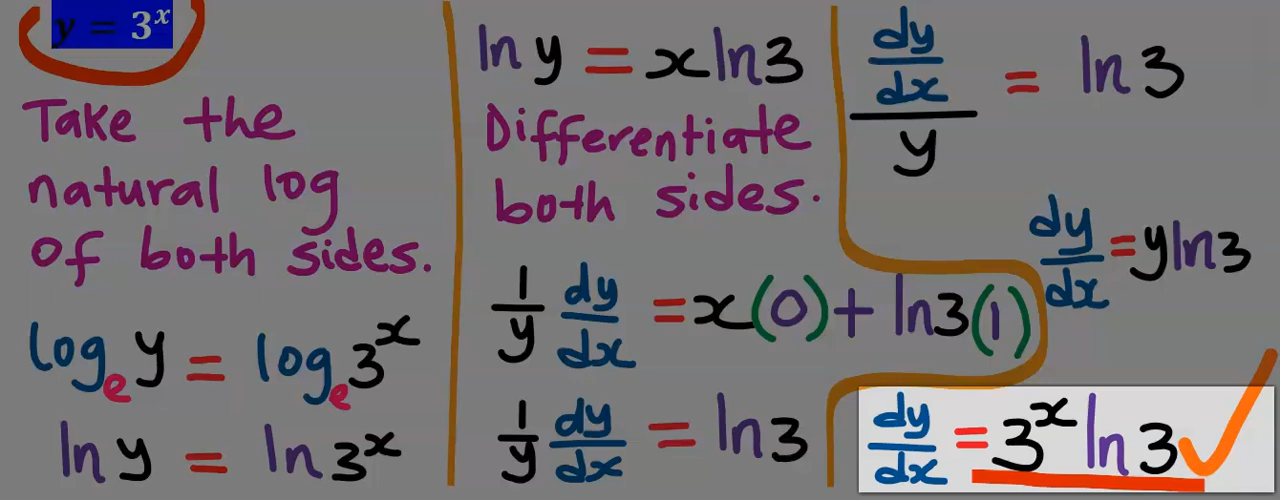 y = 3^x
Take the
natural log
of both sides.
log_e y = log_e 3^x
ln y = ln 3^x
ln y = x ln 3
Differentiate
both sides.
1/y dy/dx = x(0) + ln 3(1)
1/y dy/dx = ln 3
(dy/dx)/y = ln 3
dy/dx = y ln 3
dy/dx = 3^x ln 3 ✓